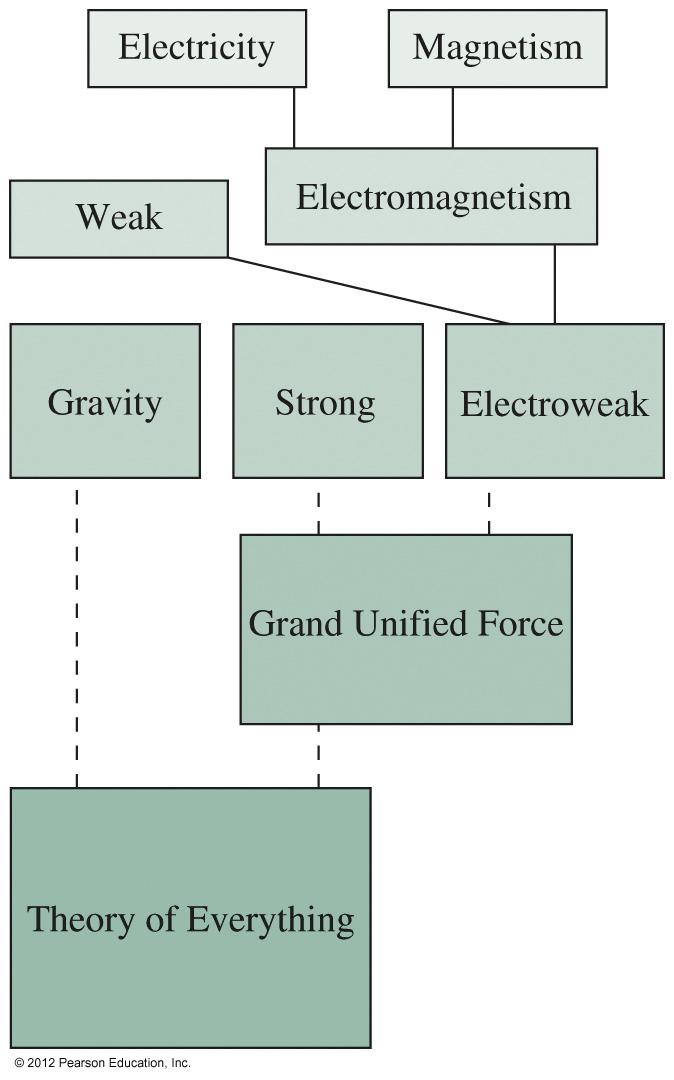 Electricity
Magnetism
Electromagnetism
Weak
Gravity
Strong
Electroweak
Grand Unified Force
Theory of Everything
© 2012 Pearson Education, Inc.